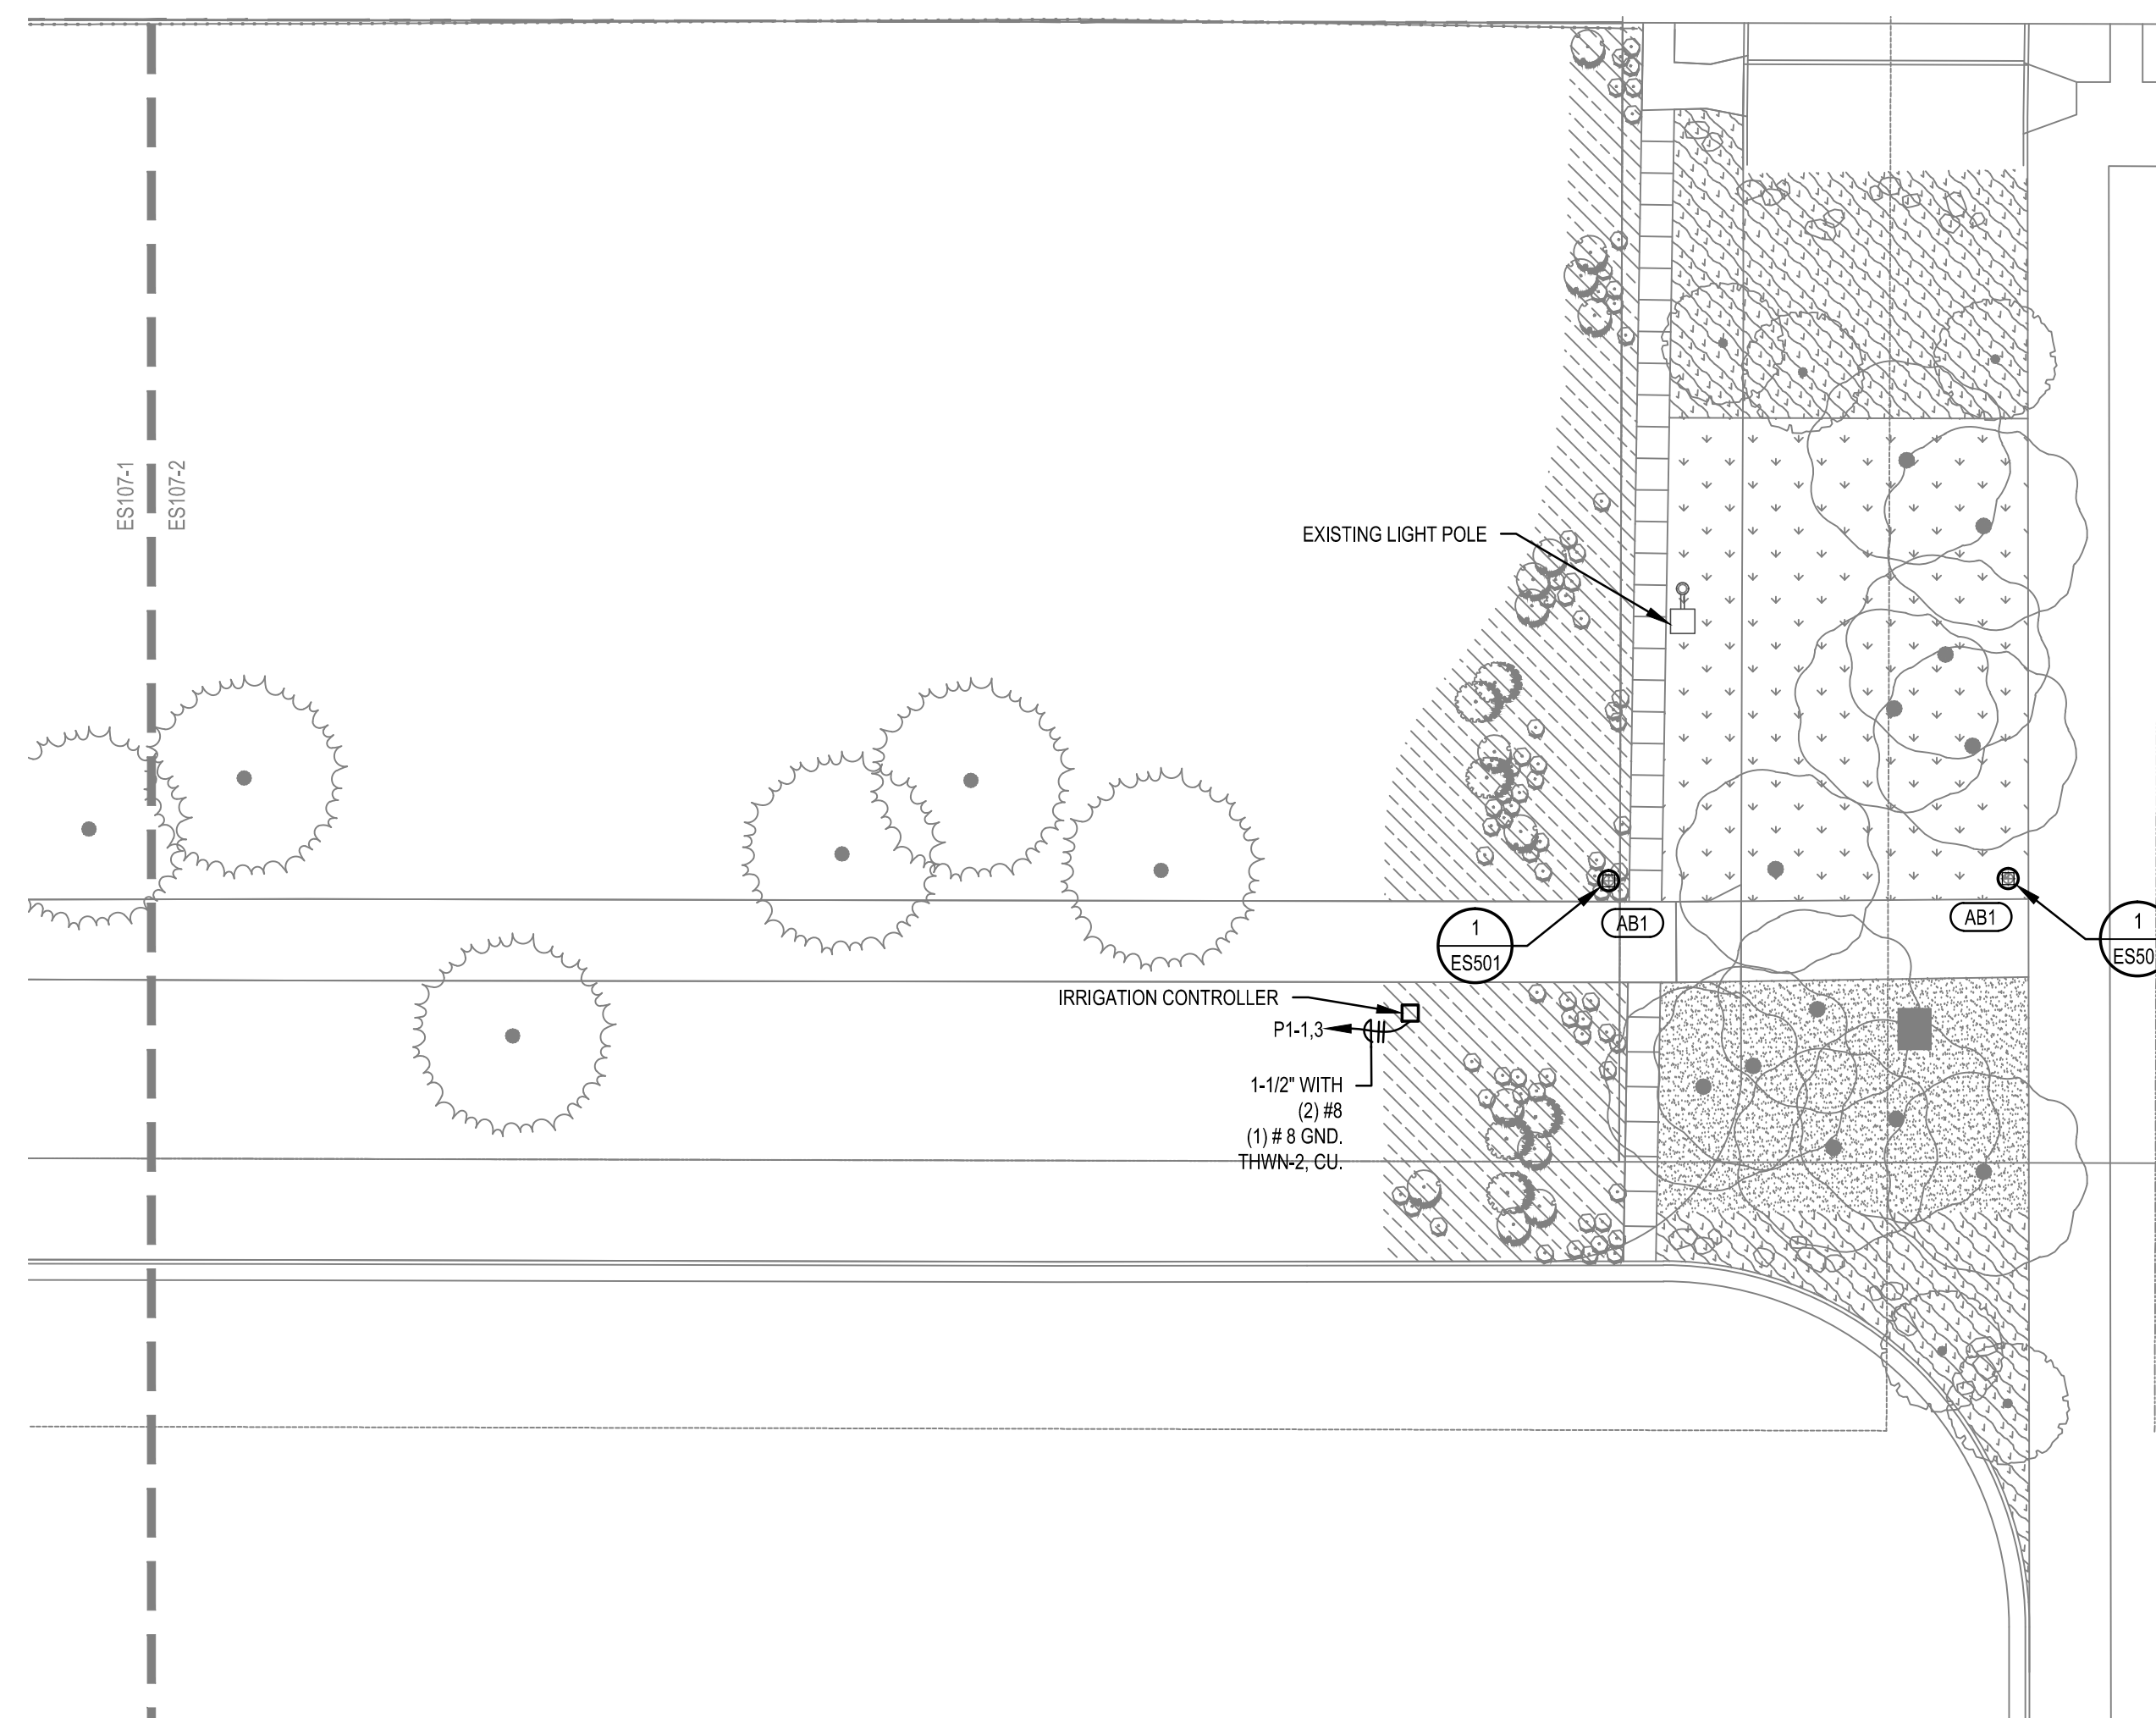 ES107-1
ES107-2
EXISTING LIGHT POLE
1
ES501
AB1
AB1
1
ES50
IRRIGATION CONTROLLER
P1-1,3
1-1/2" WITH
(2) #8
(1) # 8 GND.
THWN-2, CU.